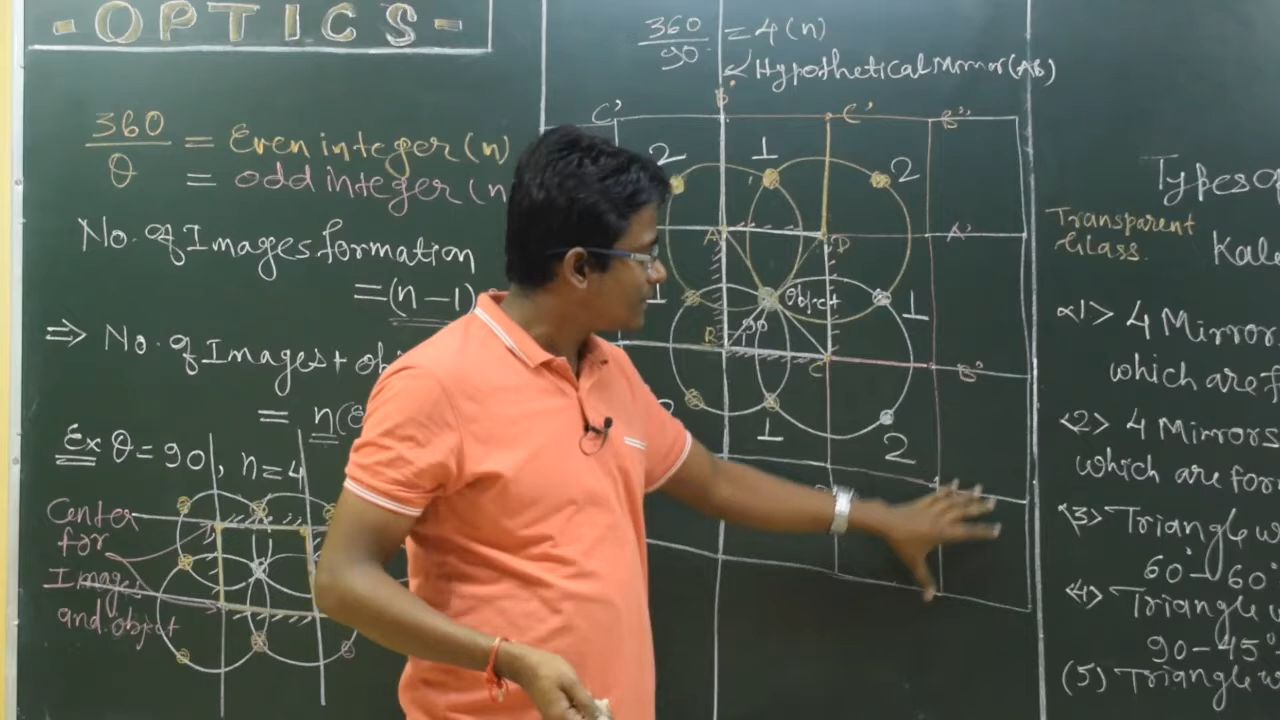 -OPTICS-
360
θ
= Even integer (n)
= odd integer (n
No. of Images formation
= (n-1)
⇒ No. of Images + obj
= n(E
Ex θ = 90, n=4
Center
for
Images
and object
360
90
= 4 (n)
Hypothetical Mirror (AB)
C' B' C' B''
2 1 2
A D A'
1 Object 1
90
B C B''
1 2
Types of
Transparent
Glass.
Kale
<1> 4 Mirror
which are f
<2> 4 Mirrors
which are for
<3> Triangle w
60° - 60°
<4> Triangle w
90 - 45°
(5) Triangle w